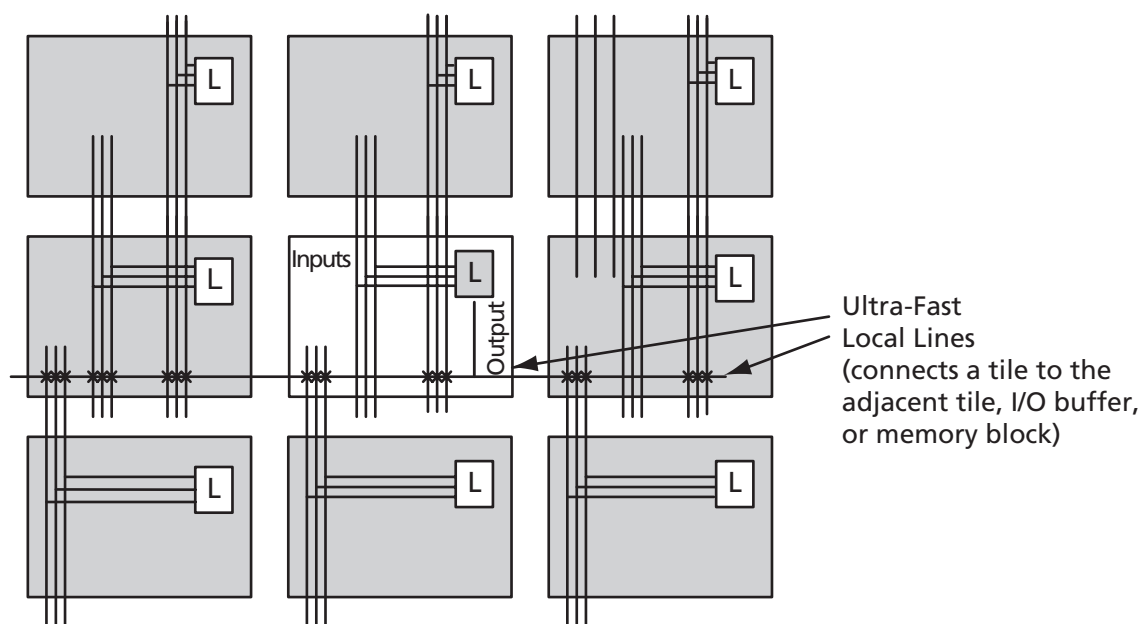 L
L
L
L
Inputs
L
Output
L
Ultra-Fast
Local Lines
(connects a tile to the
adjacent tile, I/O buffer,
or memory block)
L
L
L